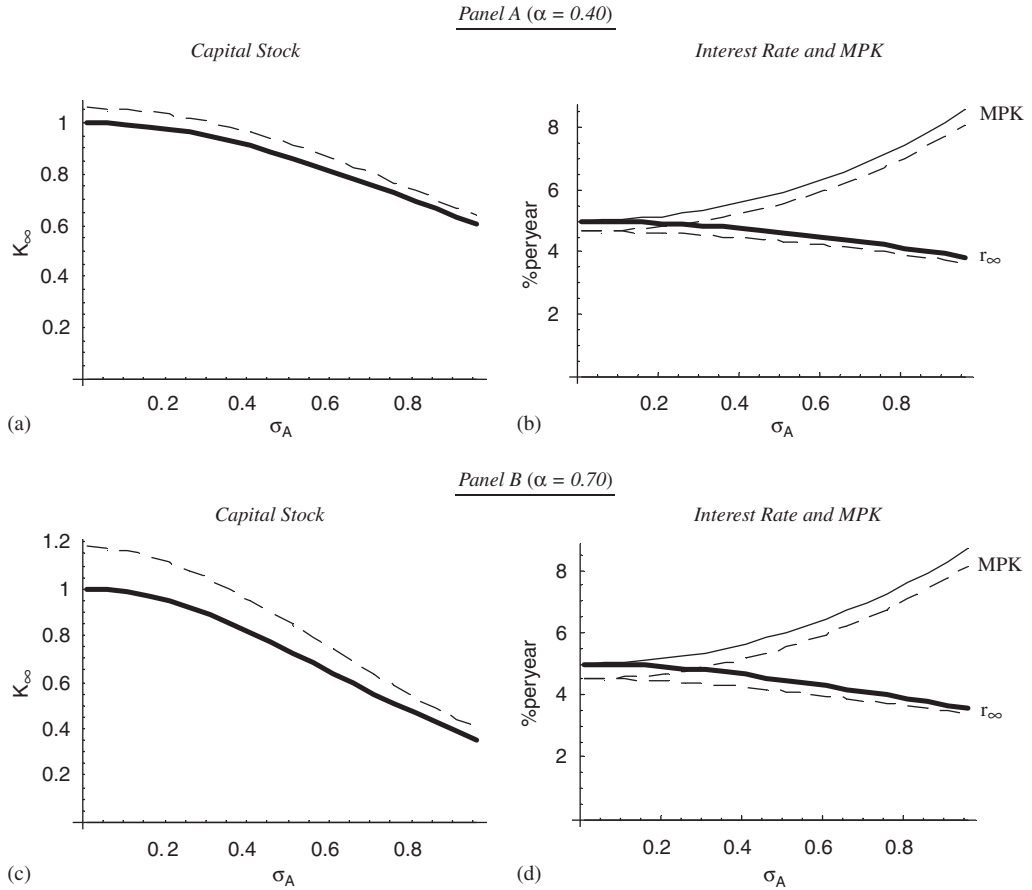 Panel A (α = 0.40)
Capital Stock
Interest Rate and MPK
1
0.8
0.6
0.4
0.2
K∞
0.2 0.4 0.6 0.8
σA
(a)
8
6
4
2
%peryear
MPK
r∞
0.2 0.4 0.6 0.8
σA
(b)
Panel B (α = 0.70)
Capital Stock
Interest Rate and MPK
1.2
1
0.8
0.6
0.4
0.2
K∞
0.2 0.4 0.6 0.8
σA
(c)
8
6
4
2
%peryear
MPK
r∞
0.2 0.4 0.6 0.8
σA
(d)